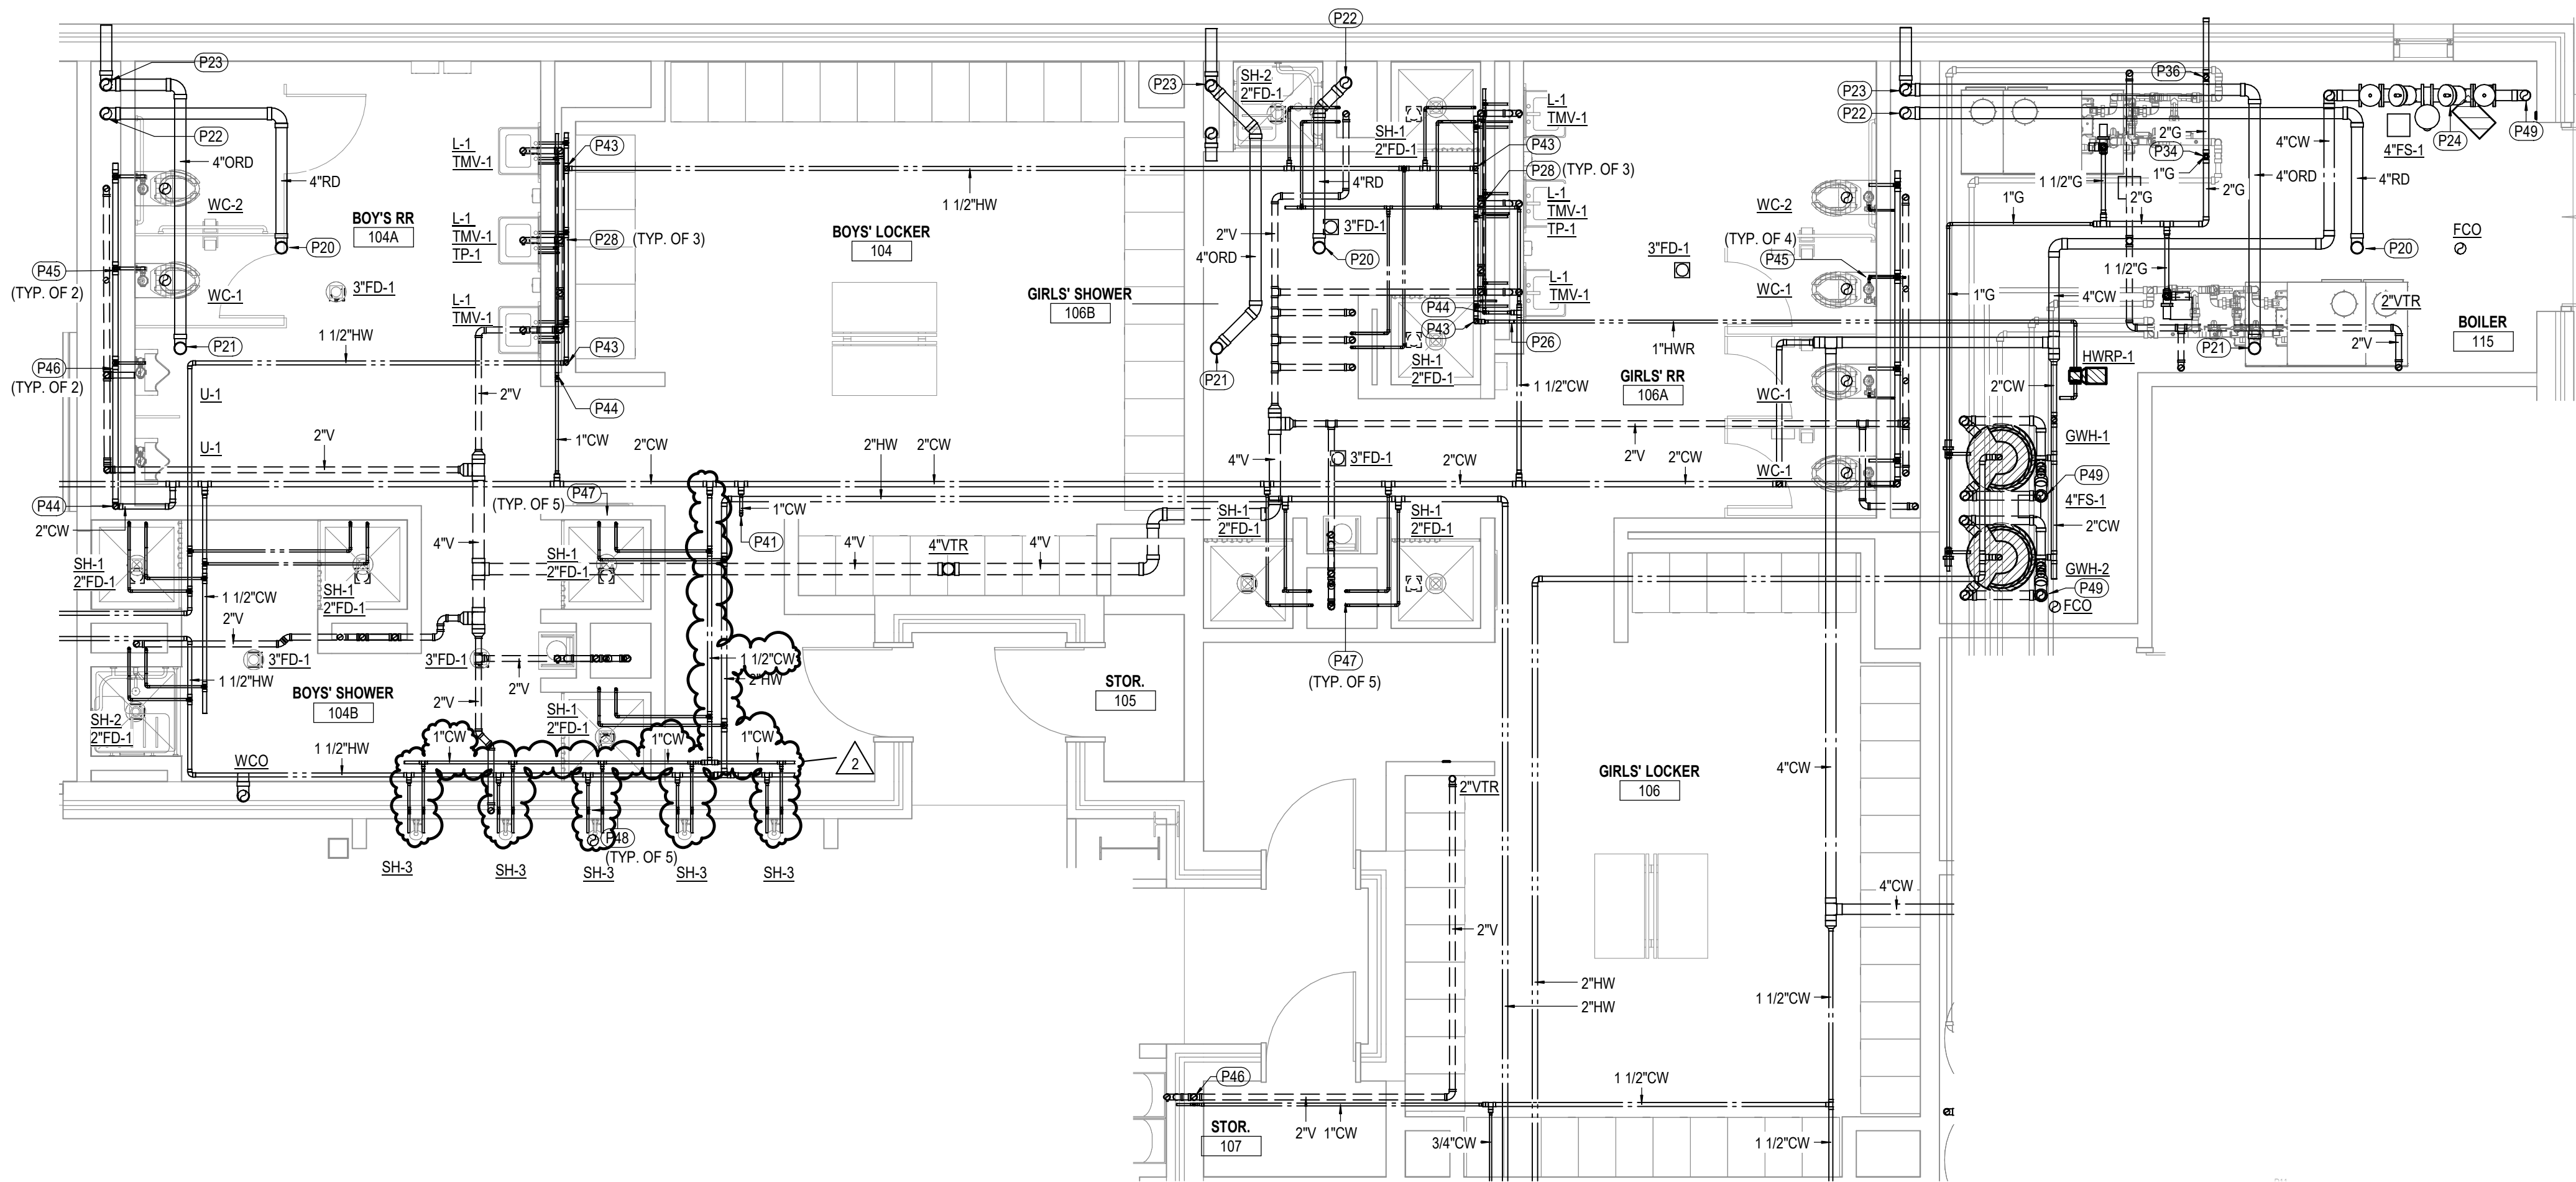 P22
P23
P22
4"ORD
4"RD
WC-2
BOY'S RR
104A
P20
P45
(TYP. OF 2)
WC-1
3"FD-1
1 1/2"HW
P21
P46
(TYP. OF 2)
U-1
U-1
2"V
P44
2"CW
L-1
TMV-1
L-1
TMV-1
TP-1
L-1
TMV-1
P43
P28 (TYP. OF 3)
P43
P44
2"V
1"CW
2"CW
1 1/2"HW
BOYS' LOCKER
104
2"HW
2"CW
P47
(TYP. OF 5)
4"V
1"CW
P41
4"V
4"VTR
4"V
SH-1
2"FD-1
SH-1
2"FD-1
SH-1
2"FD-1
1 1/2"CW
2"V
3"FD-1
1 1/2"HW
BOYS' SHOWER
104B
SH-2
2"FD-1
WCO
1 1/2"HW
3"FD-1
2"V
2"V
SH-1
2"FD-1
1 1/2"CW
2"HW
1"CW
1"CW
1"CW
2
P48
(TYP. OF 5)
SH-3
SH-3
SH-3
SH-3
SH-3
STOR.
105
P23
SH-2
2"FD-1
SH-1
2"FD-1
L-1
TMV-1
P43
P28 (TYP. OF 3)
L-1
TMV-1
TP-1
4"RD
2"V
4"ORD
3"FD-1
P20
GIRLS' SHOWER
106B
L-1
TMV-1
P44
P43
P26
P21
SH-1
2"FD-1
1 1/2"CW
4"V
3"FD-1
2"CW
2"V
2"CW
SH-1
2"FD-1
SH-1
2"FD-1
P47
(TYP. OF 5)
3"FD-1
1"HWR
GIRLS' RR
106A
WC-2
(TYP. OF 4)
P45
WC-1
WC-1
WC-1
P23
P22
P36
2"G
P34
1"G
1 1/2"G
2"G
4"ORD
4"CW
4"RD
4"FS-1
P24
P49
1"G
2"G
1 1/2"G
P20
FCO
1"G
4"CW
2"VTR
BOILER
115
P21
2"V
HWRP-1
2"CW
GWH-1
P49
4"FS-1
2"CW
GWH-2
P49
FCO
GIRLS' LOCKER
106
4"CW
4"CW
2"VTR
2"V
2"HW
2"HW
1 1/2"CW
P46
1 1/2"CW
STOR.
107
2"V
1"CW
3/4"CW
1 1/2"CW